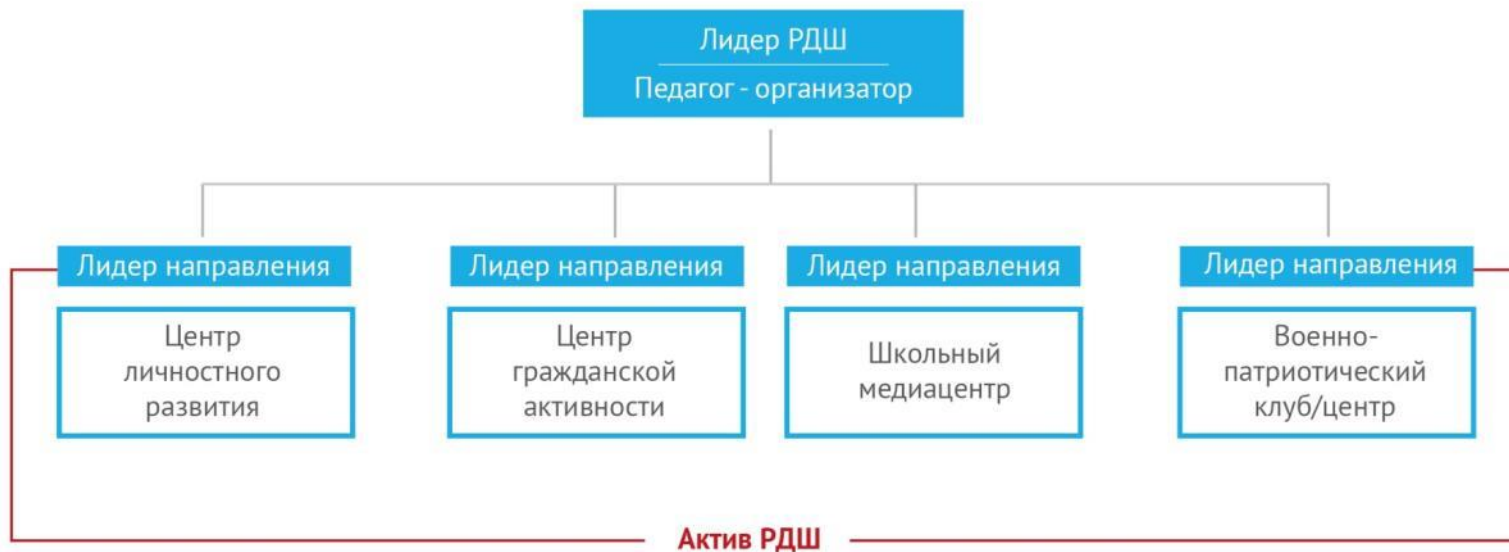 Лидер РДШ
Педагог - организатор
Лидер направления
Лидер направления
Лидер направления
Лидер направления
Центр
личностного
развития
Центр
гражданской
активности
Школьный
медиацентр
Военно-
патриотический
клуб/центр
Актив РДШ